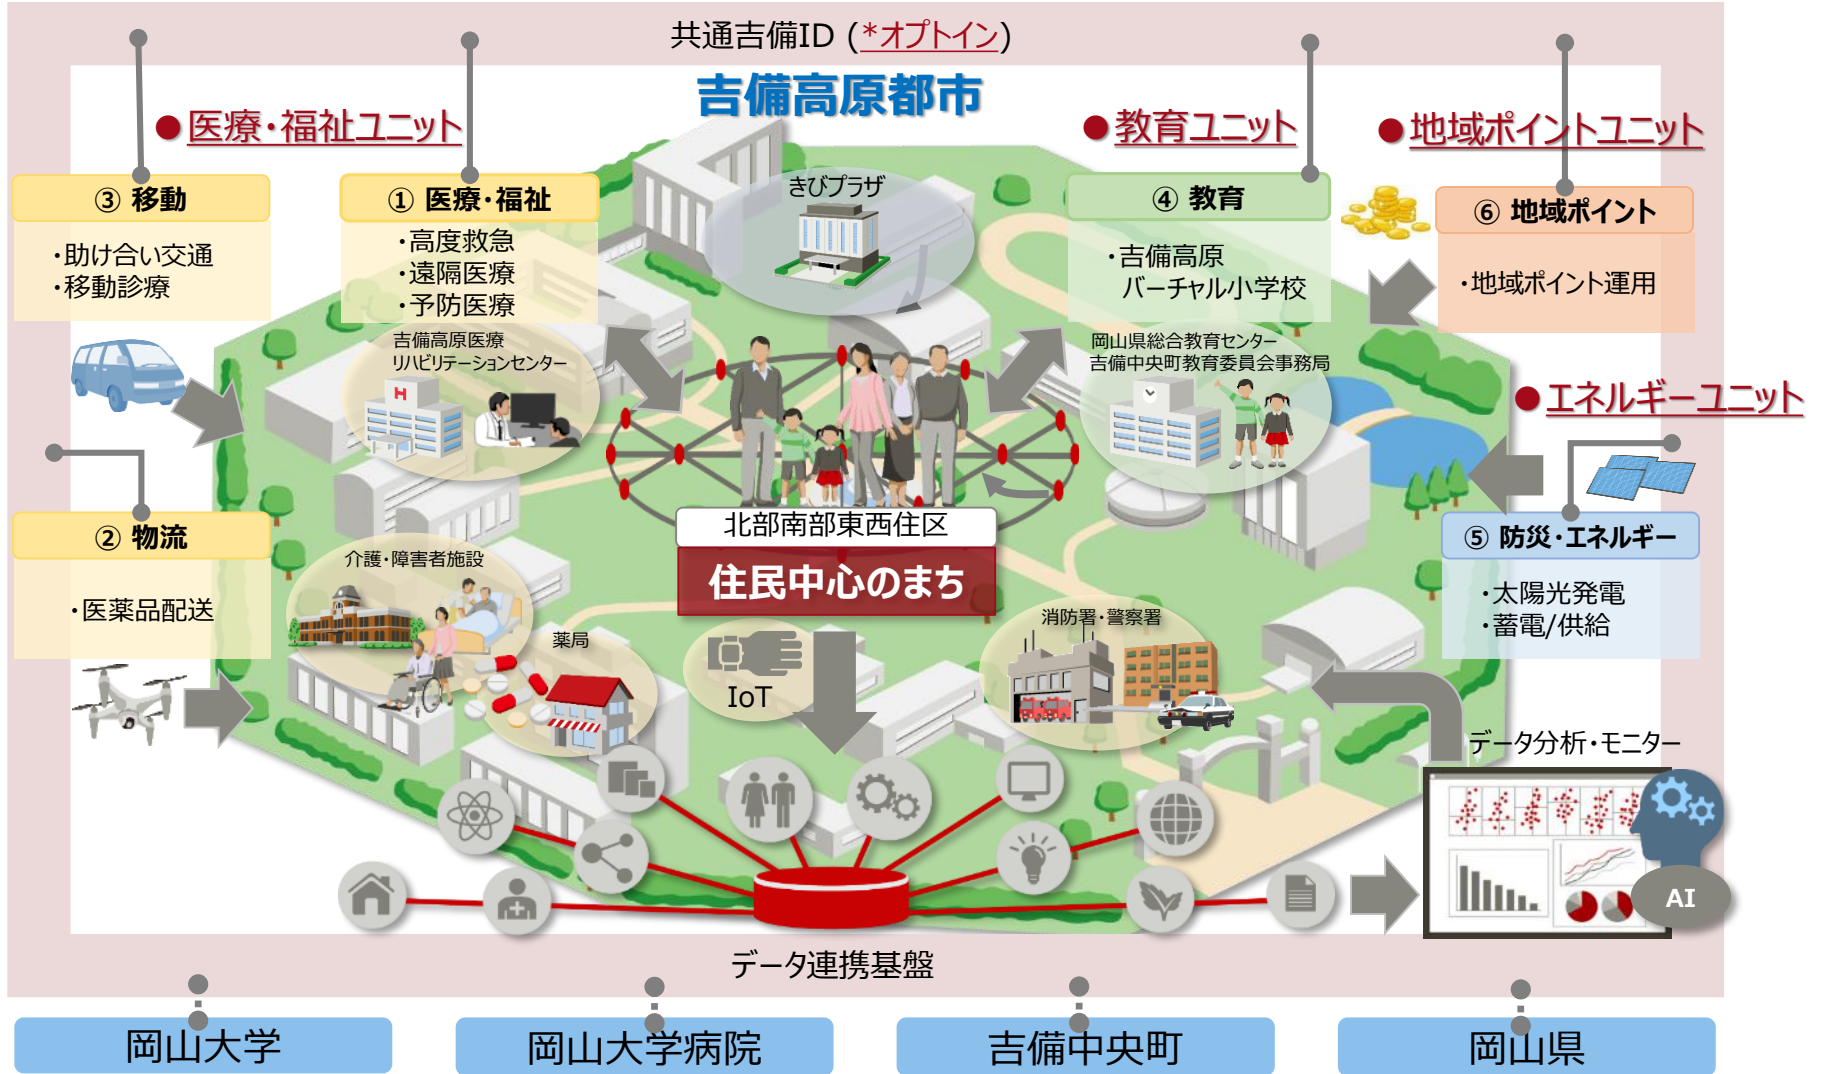 共通吉備ID (*オプトイン)
吉備高原都市
●医療・福祉ユニット
●教育ユニット
●地域ポイントユニット
③ 移動
・助け合い交通
・移動診療
① 医療・福祉
・高度救急
・遠隔医療
・予防医療
吉備高原医療
リハビリテーションセンター
きびプラザ
④ 教育
・吉備高原
バーチャル小学校
岡山県総合教育センター
吉備中央町教育委員会事務局
⑥ 地域ポイント
・地域ポイント運用
●エネルギーユニット
② 物流
・医薬品配送
介護・障害者施設
薬局
北部南部東西住区
住民中心のまち
IoT
消防署・警察署
⑤ 防災・エネルギー
・太陽光発電
・蓄電/供給
データ分析・モニター
AI
データ連携基盤
岡山大学
岡山大学病院
吉備中央町
岡山県